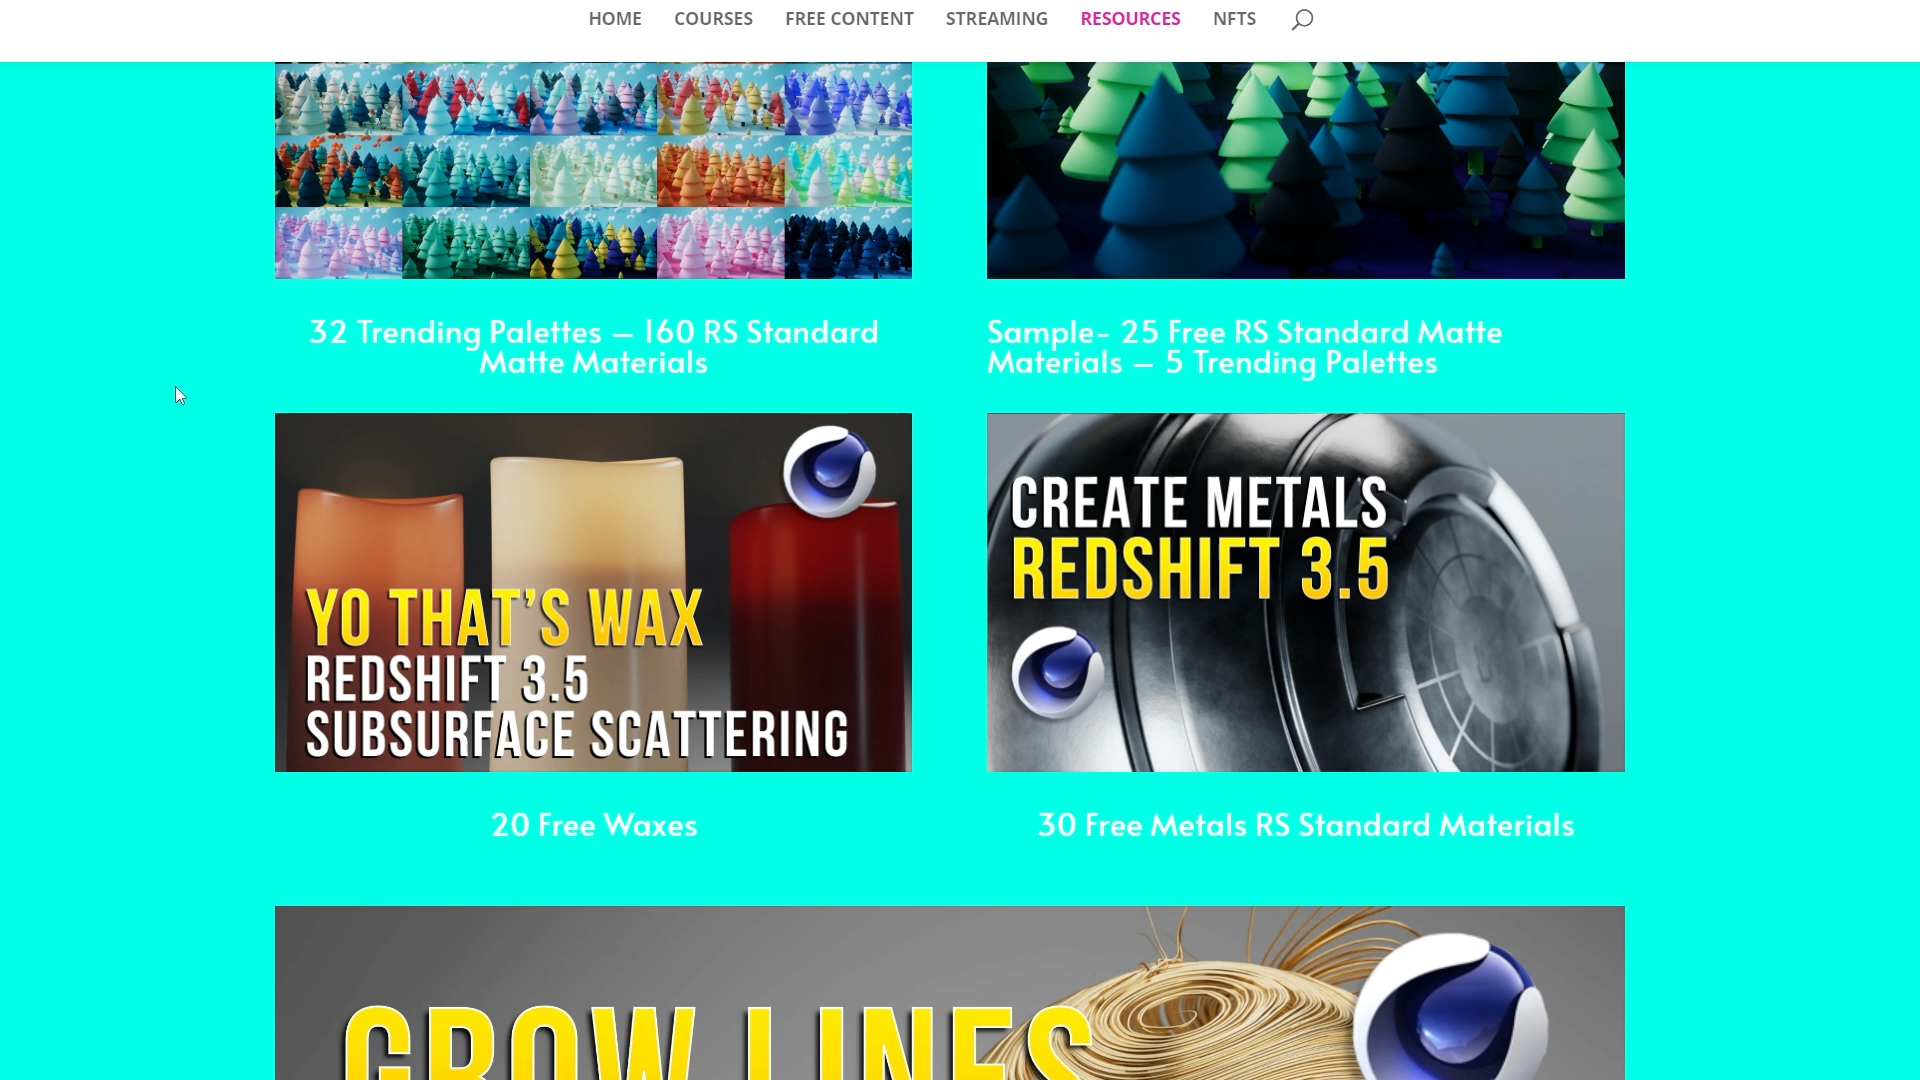 HOME COURSES FREE CONTENT STREAMING RESOURCES NFTS
32 Trending Palettes – 160 RS Standard
Matte Materials
Sample- 25 Free RS Standard Matte
Materials – 5 Trending Palettes
YO THAT'S WAX
REDSHIFT 3.5
SUBSURFACE SCATTERING
CREATE METALS
REDSHIFT 3.5
20 Free Waxes
30 Free Metals RS Standard Materials
GROW LINES